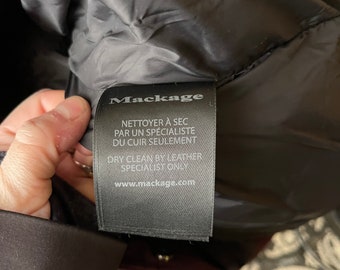 Mackage
NETTOYER À SEC
PAR UN SPÉCIALISTE
DU CUIR SEULEMENT
DRY CLEAN BY LEATHER
SPECIALIST ONLY
www.mackage.com